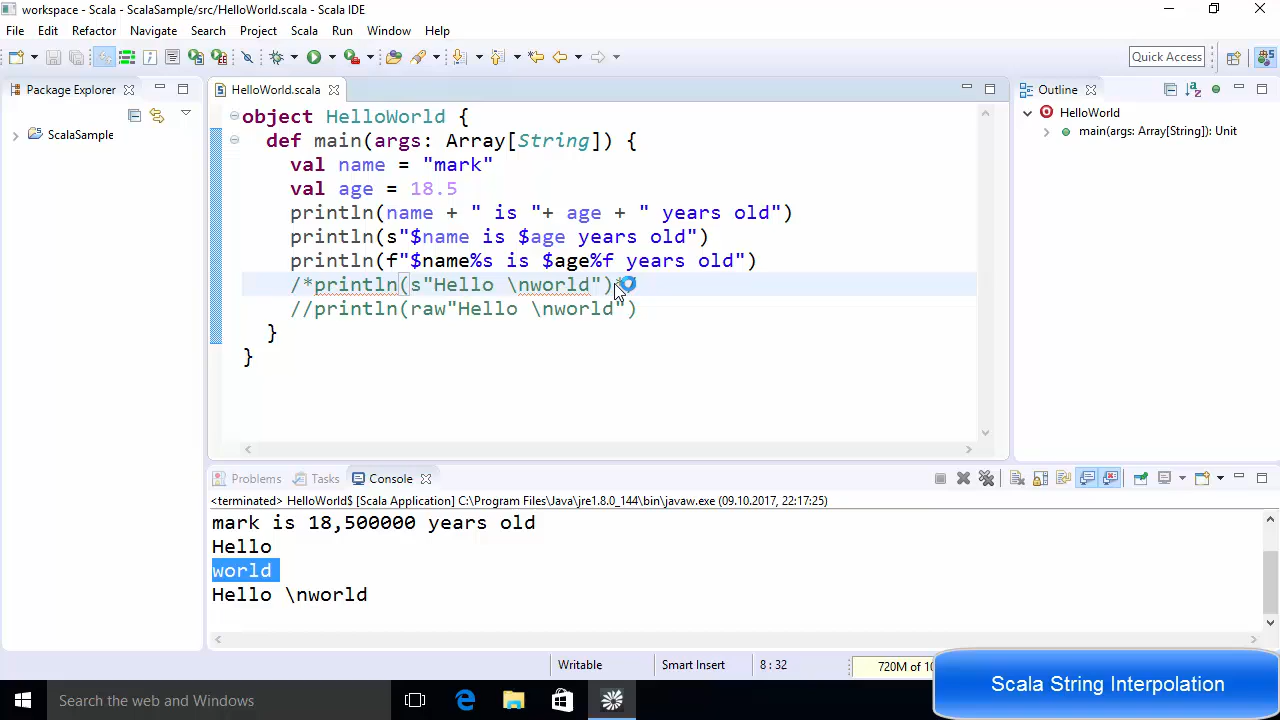 workspace - Scala - ScalaSample/src/HelloWorld.scala - Scala IDE
File Edit Refactor Navigate Search Project Scala Run Window Help
Quick Access
Package Explorer
HelloWorld.scala
Outline
ScalaSample
HelloWorld
main(args: Array[String]): Unit
object HelloWorld {
def main(args: Array[String]) {
val name = "mark"
val age = 18.5
println(name + " is "+ age + " years old")
println(s"$name is $age years old")
println(f"$name%s is $age%f years old")
/*println(s"Hello \nworld")*
//println(raw"Hello \nworld")
}
}
Problems Tasks Console
<terminated> HelloWorld$ [Scala Application] C:\Program Files\Java\jre1.8.0_144\bin\javaw.exe (09.10.2017, 22:17:25)
mark is 18,500000 years old
Hello
world
Hello \nworld
Writable Smart Insert 8 : 32 720M of
Scala String Interpolation
Search the web and Windows